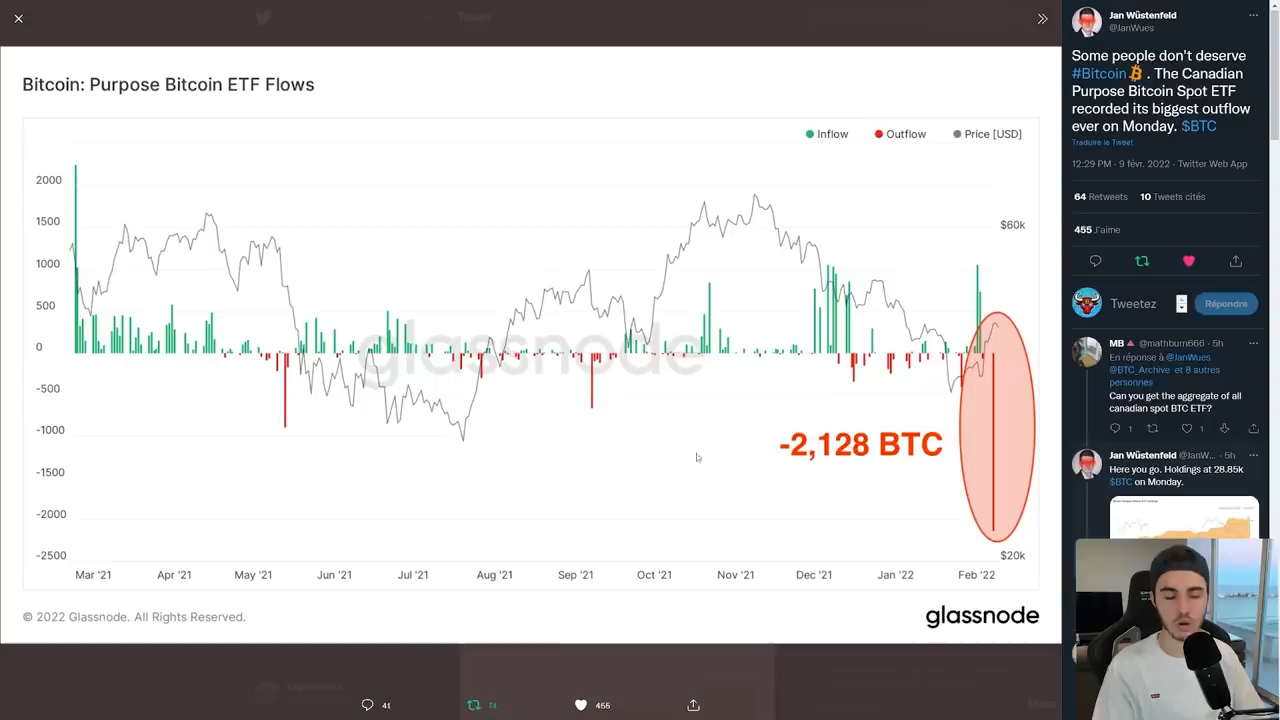 Tweet
Bitcoin: Purpose Bitcoin ETF Flows
Inflow
Outflow
Price [USD]
2000
1500
1000
500
0
-500
-1000
-1500
-2000
-2500
$60k
$20k
glassnode
-2,128 BTC
Mar '21
Apr '21
May '21
Jun '21
Jul '21
Aug '21
Sep '21
Oct '21
Nov '21
Dec '21
Jan '22
Feb '22
© 2022 Glassnode. All Rights Reserved.
glassnode
41
74
455
Jan Wüstenfeld
@JanWues
Some people don't deserve
#Bitcoin . The Canadian
Purpose Bitcoin Spot ETF
recorded its biggest outflow
ever on Monday. $BTC
Traduire le Tweet
12:29 PM · 9 févr. 2022 · Twitter Web App
64 Retweets 10 Tweets cités
455 J'aime
Tweetez
Répondre
MB @mathburn666 · 5h
En réponse à @JanWues
@BTC_Archive et 8 autres
personnes
Can you get the aggregate of all
canadian spot BTC ETF?
1
1
Jan Wüstenfeld @JanW... · 5h
Here you go. Holdings at 28.85k
$BTC on Monday.